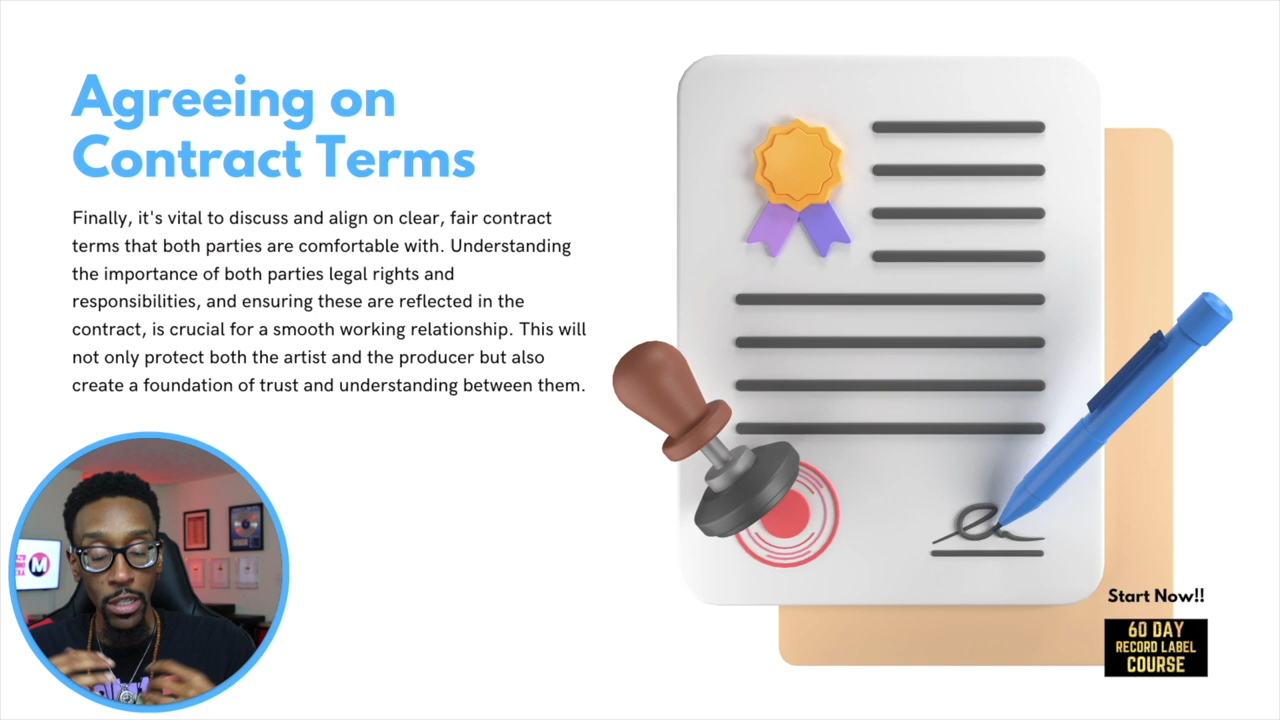 Agreeing on
Contract Terms
Finally, it's vital to discuss and align on clear, fair contract
terms that both parties are comfortable with. Understanding
the importance of both parties legal rights and
responsibilities, and ensuring these are reflected in the
contract, is crucial for a smooth working relationship. This will
not only protect both the artist and the producer but also
create a foundation of trust and understanding between them.
M
Start Now!!
60 DAY
RECORD LABEL
COURSE